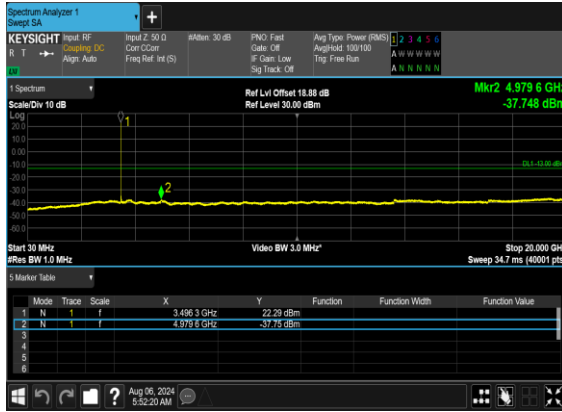 Spectrum Analyzer 1
Swept SA
+
KEYSIGHT Input: RF Input Z: 50 Ω #Atten: 30 dB PNO: Fast Avg Type: Power (RMS) 1 2 3 4 5 6
R T Coupling: DC Corr CCorr Gate: Off Avg|Hold: 100/100 A W W W W W
Align: Auto Freq Ref: Int (S) IF Gain: Low Trig: Free Run
LU Sig Track: Off A N N N N N
1 Spectrum Ref Lvl Offset 18.88 dB Mkr2 4.979 6 GHz
Scale/Div 10 dB Ref Level 30.00 dBm -37.748 dBm
Log
20.0
10.0
0.00
-10.0
-20.0
-30.0
-40.0
-50.0
-60.0
1
2
DL1 -13.00 dBm
Start 30 MHz Video BW 3.0 MHz* Stop 20.000 GHz
#Res BW 1.0 MHz Sweep 34.7 ms (40001 pts)
5 Marker Table
Mode Trace Scale X Y Function Function Width Function Value
1 N 1 f 3.496 3 GHz 22.29 dBm
2 N 1 f 4.979 6 GHz -37.75 dBm
3
4
5
6
? Aug 06, 2024
5:52:20 AM